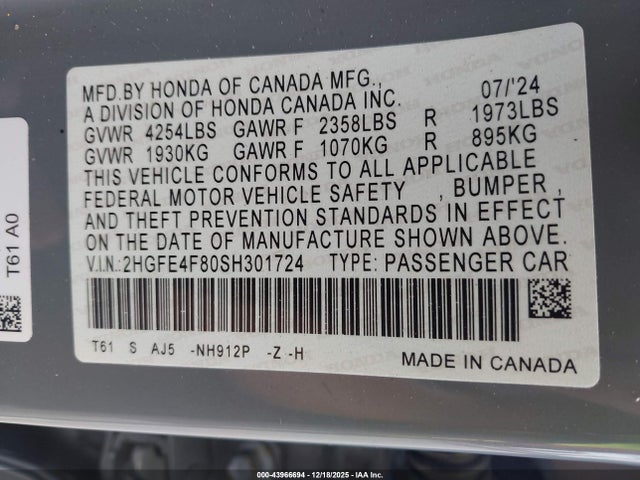 MFD.BY HONDA OF CANADA MFG., 07/'24
A DIVISION OF HONDA CANADA INC.
GVWR 4254LBS GAWR F 2358LBS R 1973LBS
GVWR 1930KG GAWR F 1070KG R 895KG
THIS VEHICLE CONFORMS TO ALL APPLICABLE
FEDERAL MOTOR VEHICLE SAFETY , BUMPER ,
AND THEFT PREVENTION STANDARDS IN EFFECT
ON THE DATE OF MANUFACTURE SHOWN ABOVE.
V.I.N.:2HGFE4F80SH301724 TYPE: PASSENGER CAR
T61 S AJ5 -NH912P -Z -H
MADE IN CANADA
T61 A0
000-43966694 - 12/18/2025 - IAA Inc.